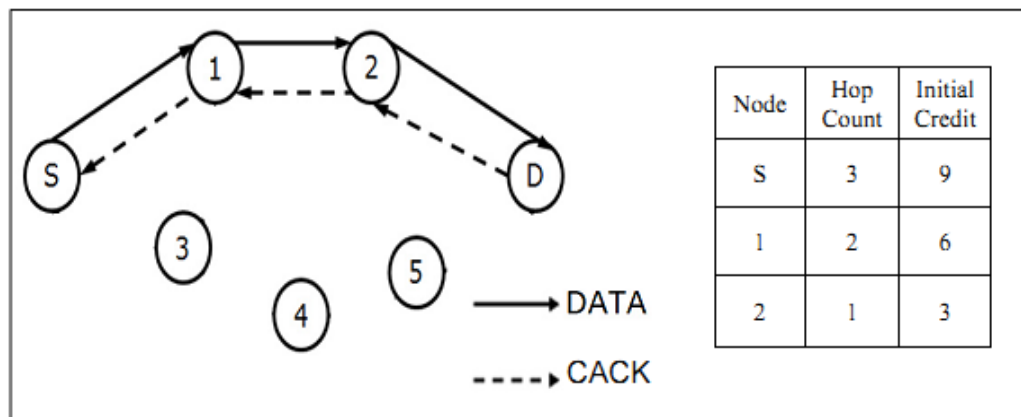 1
2
S
D
3
5
4
DATA
CACK
Node Hop Count Initial Credit
S 3 9
1 2 6
2 1 3